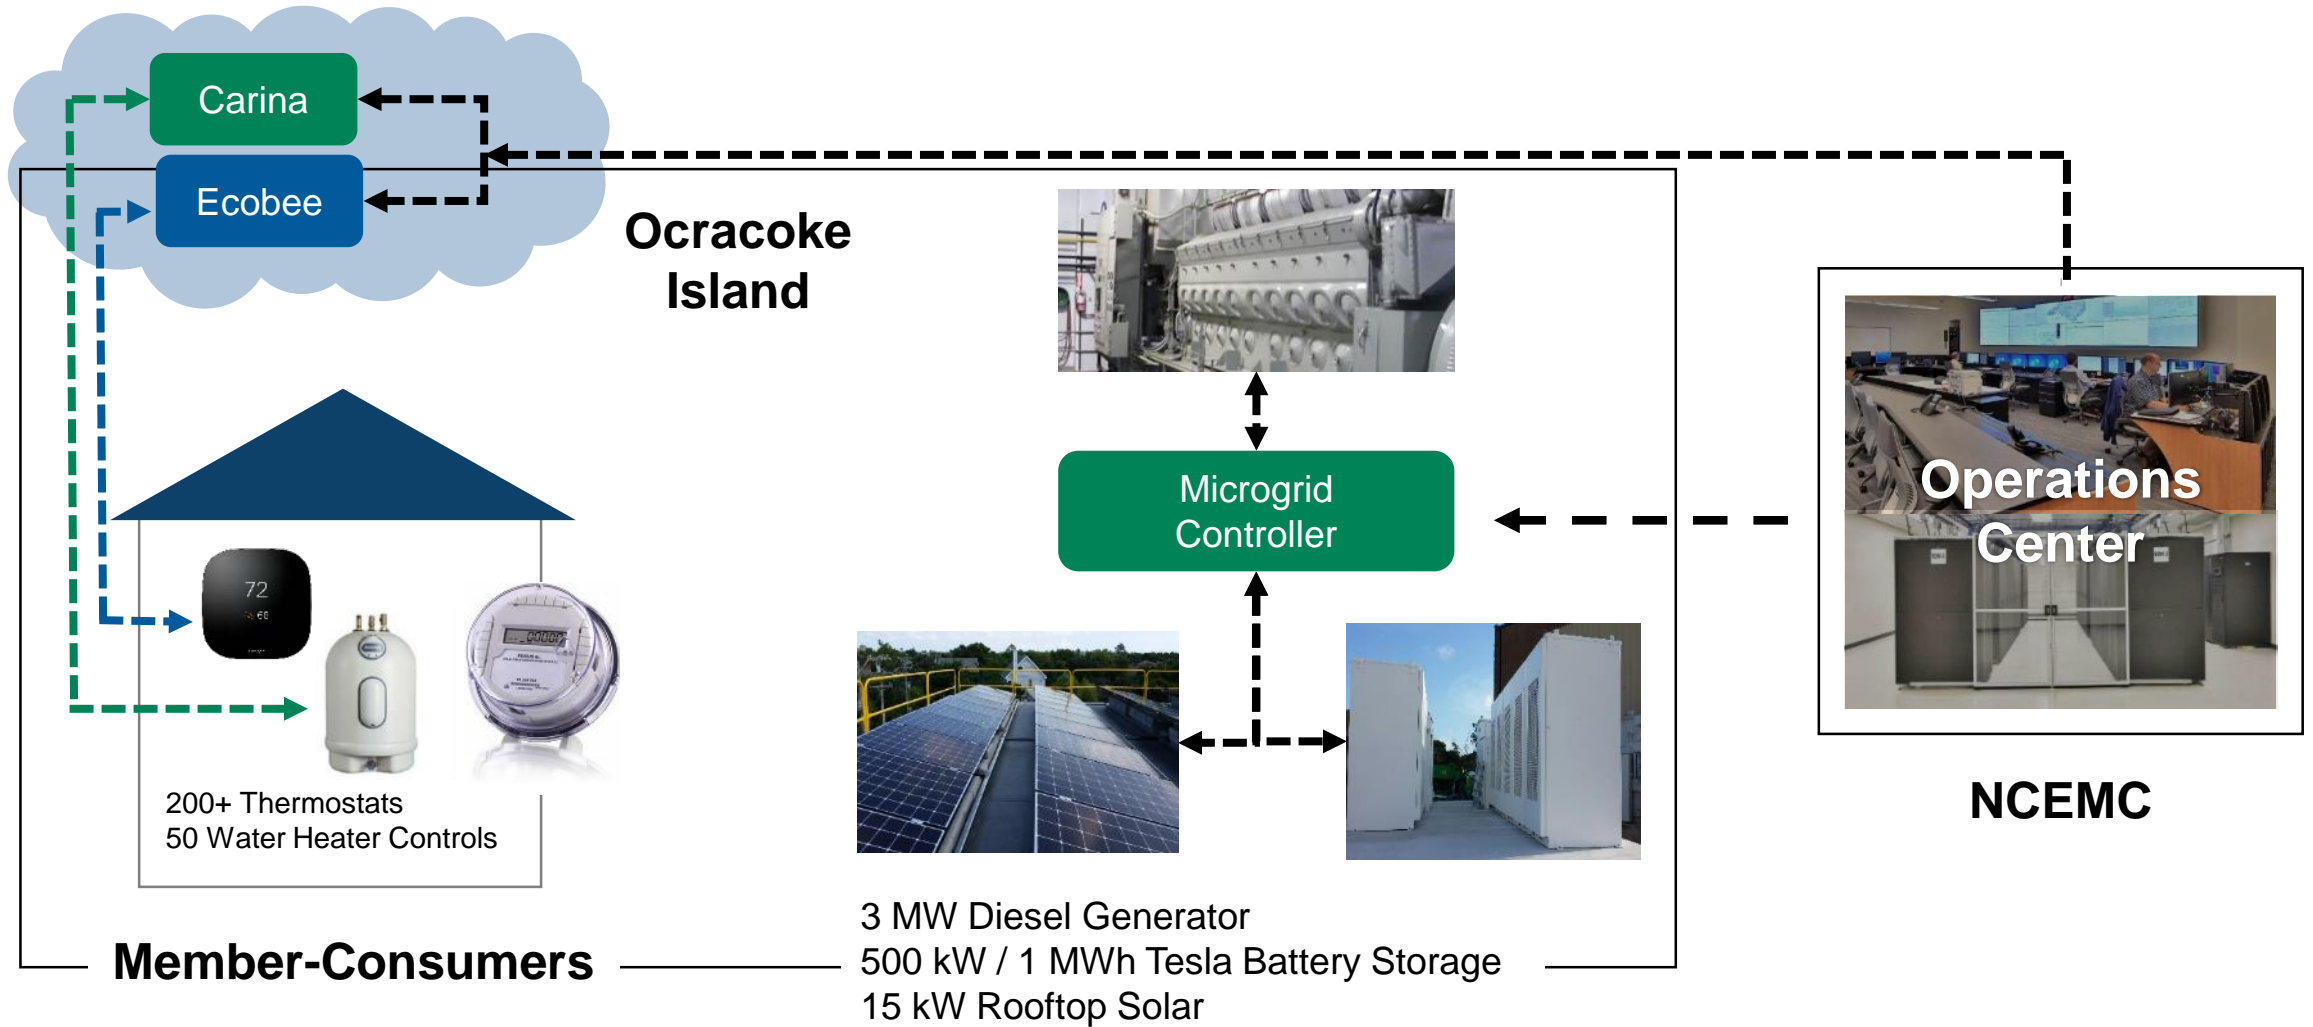 Carina
Ecobee
Ocracoke
Island
Microgrid
Controller
Operations
Center
72
200+ Thermostats
50 Water Heater Controls
NCEMC
Member-Consumers
3 MW Diesel Generator
500 kW / 1 MWh Tesla Battery Storage
15 kW Rooftop Solar